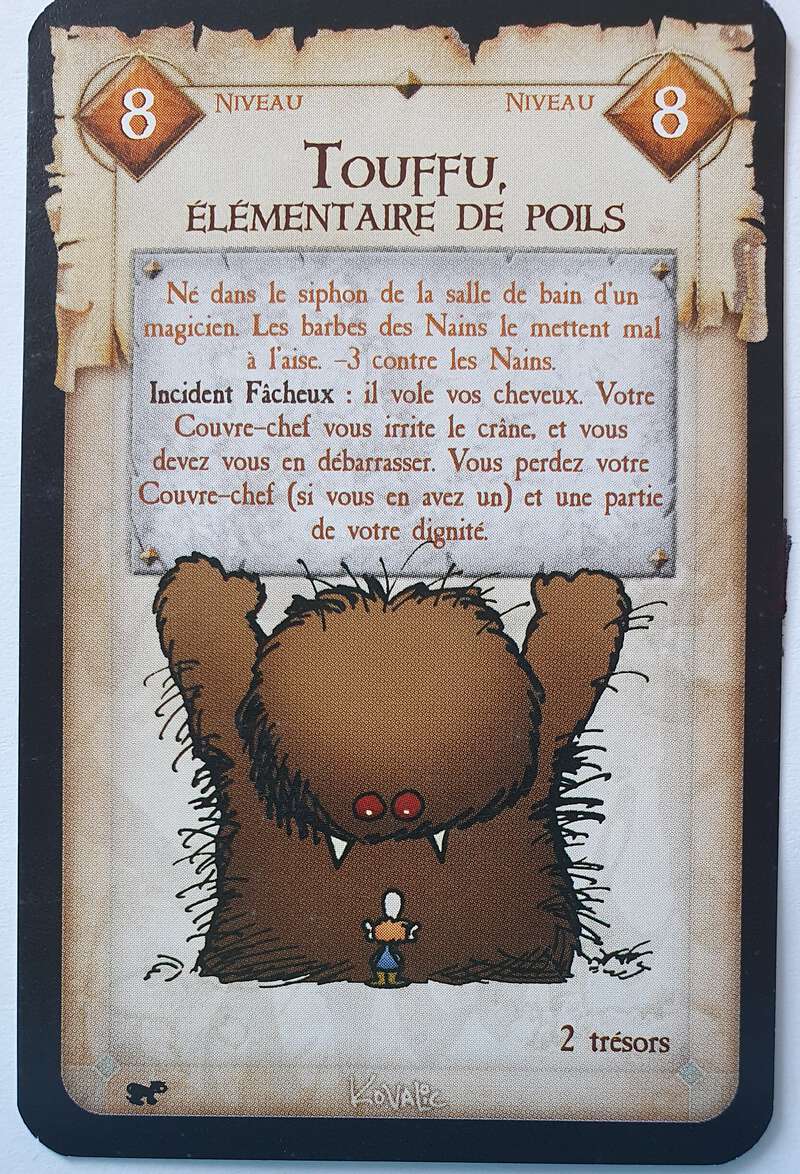 8 NIVEAU NIVEAU 8
TOUFFU,
ÉLÉMENTAIRE DE POILS
Né dans le siphon de la salle de bain d'un
magicien. Les barbes des Nains le mettent mal
à l'aise. -3 contre les Nains.
Incident Fâcheux : il vole vos cheveux. Votre
Couvre-chef vous irrite le crâne, et vous
devez vous en débarrasser. Vous perdez votre
Couvre-chef (si vous en avez un) et une partie
de votre dignité.
2 trésors
KOVALIC